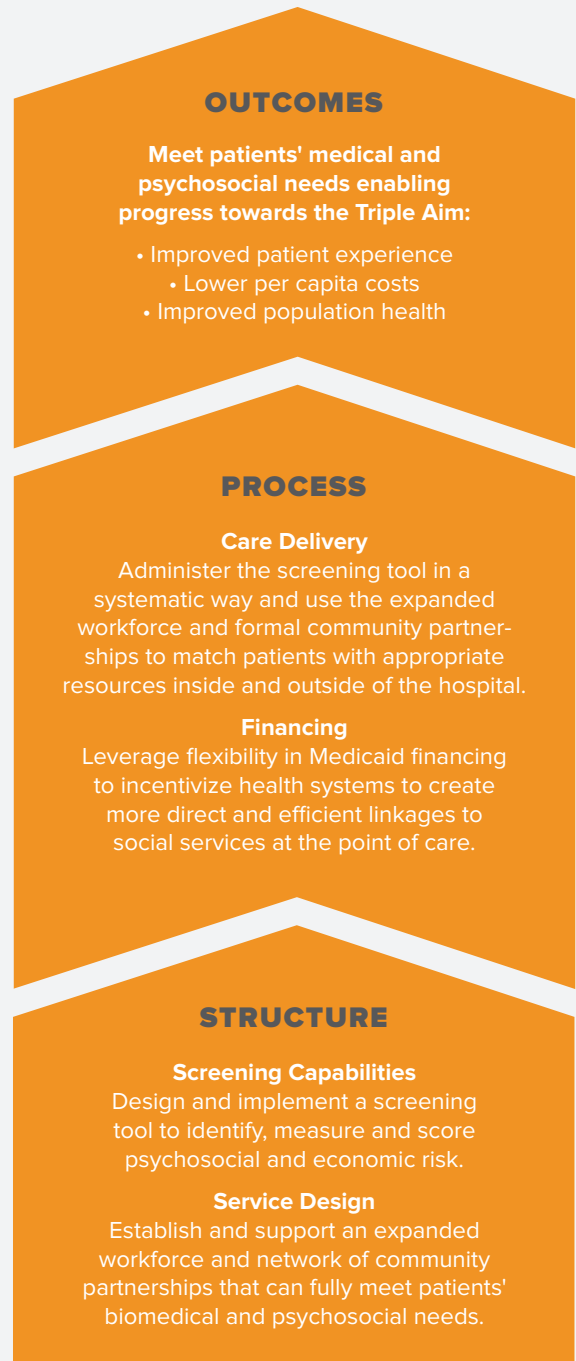 OUTCOMES
Meet patients' medical and
psychosocial needs enabling
progress towards the Triple Aim:
• Improved patient experience
• Lower per capita costs
• Improved population health
PROCESS
Care Delivery
Administer the screening tool in a
systematic way and use the expanded
workforce and formal community partner-
ships to match patients with appropriate
resources inside and outside of the hospital.
Financing
Leverage flexibility in Medicaid financing
to incentivize health systems to create
more direct and efficient linkages to
social services at the point of care.
STRUCTURE
Screening Capabilities
Design and implement a screening
tool to identify, measure and score
psychosocial and economic risk.
Service Design
Establish and support an expanded
workforce and network of community
partnerships that can fully meet patients'
biomedical and psychosocial needs.